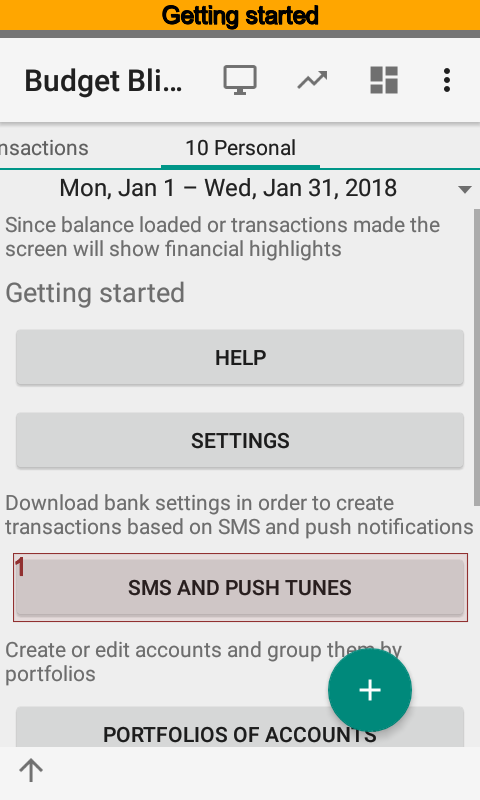 Getting started
Budget Bli...
nsactions
10 Personal
Mon, Jan 1 – Wed, Jan 31, 2018
Since balance loaded or transactions made the
screen will show financial highlights
Getting started
HELP
SETTINGS
Download bank settings in order to create
transactions based on SMS and push notifications
1
SMS AND PUSH TUNES
Create or edit accounts and group them by
portfolios
PORTFOLIOS OF ACCOUNTS